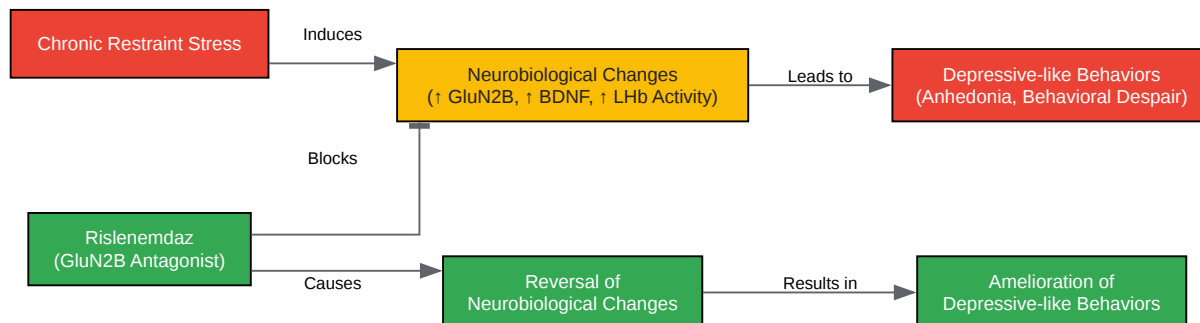 Chronic Restraint Stress
Induces
Neurobiological Changes
(↑ GluN2B, ↑ BDNF, ↑ LHb Activity)
Leads to
Depressive-like Behaviors
(Anhedonia, Behavioral Despair)
Blocks
Rislenemdaz
(GluN2B Antagonist)
Causes
Reversal of
Neurobiological Changes
Results in
Amelioration of
Depressive-like Behaviors